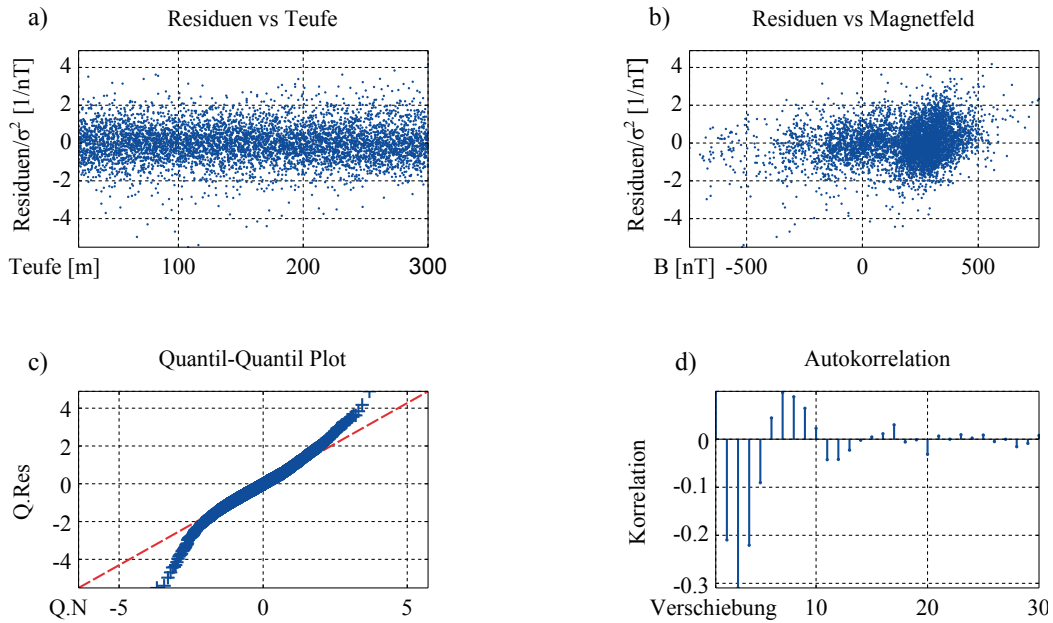 a)
Residuen vs Teufe
Residuen/σ² [1/nT]
4
2
0
-2
-4
Teufe [m]
100
200
300
b)
Residuen vs Magnetfeld
Residuen/σ² [1/nT]
4
2
0
-2
-4
B [nT]
-500
0
500
c)
Quantil-Quantil Plot
Q.Res
4
2
0
-2
-4
Q.N
-5
0
5
d)
Autokorrelation
Korrelation
0
-0.1
-0.2
-0.3
Verschiebung
10
20
30